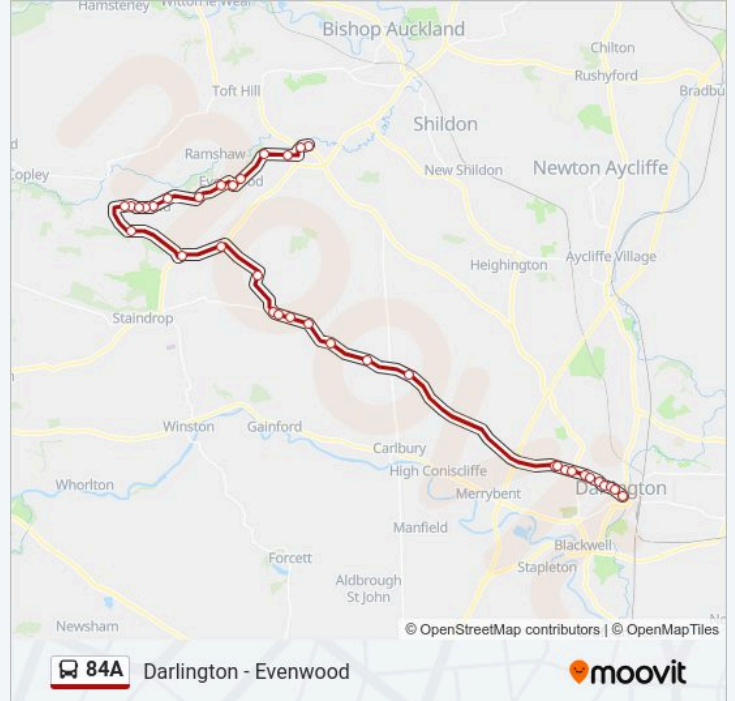 Hamsterley
Bishop Auckland
Chilton
Rushyford
Toft Hill
Shildon
Ramshaw
New Shildon
Newton Aycliffe
Copley
Heighington
Aycliffe Village
Staindrop
Winston
Gainford
Carlbury
High Coniscliffe
Whorlton
Merrybent
Darlington
Manfield
Blackwell
Forcett
Stapleton
Aldbrough
St John
Newsham
© OpenStreetMap contributors | © OpenMapTiles
84A Darlington - Evenwood
moovit